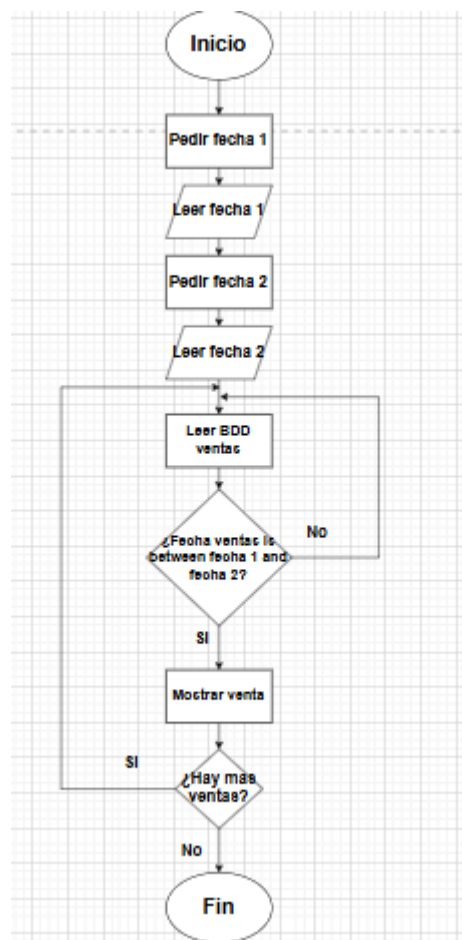 Inicio
Pedir fecha 1
Leer fecha 1
Pedir fecha 2
Leer fecha 2
Leer BDD
ventas
¿Fecha ventas is
between fecha 1 and
fecha 2?
No
SI
Mostrar venta
SI
¿Hay mas
ventas?
No
Fin